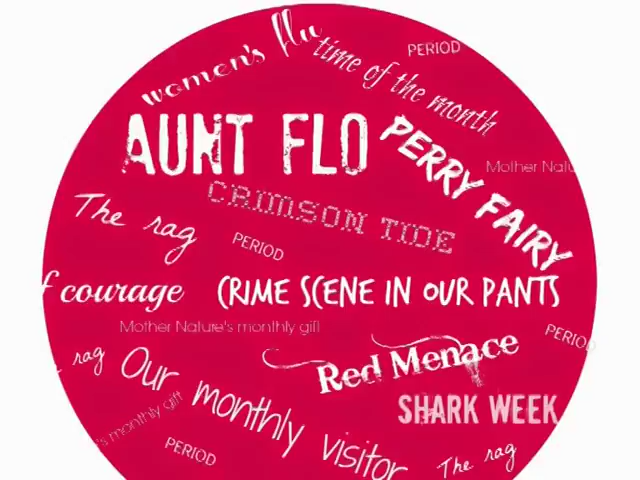 women's flu
time of the month
PERIOD
AUNT FLO
PERRY FAIRY
Mother Natu
CRIMSON TIDE
The rag
PERIOD
f courage
CRIME SCENE IN OUR PANTS
Mother Nature's monthly gift
PERIOD
rag
Our monthly visitor
Red Menace
SHARK WEEK
's monthly gift
PERIOD
The rag